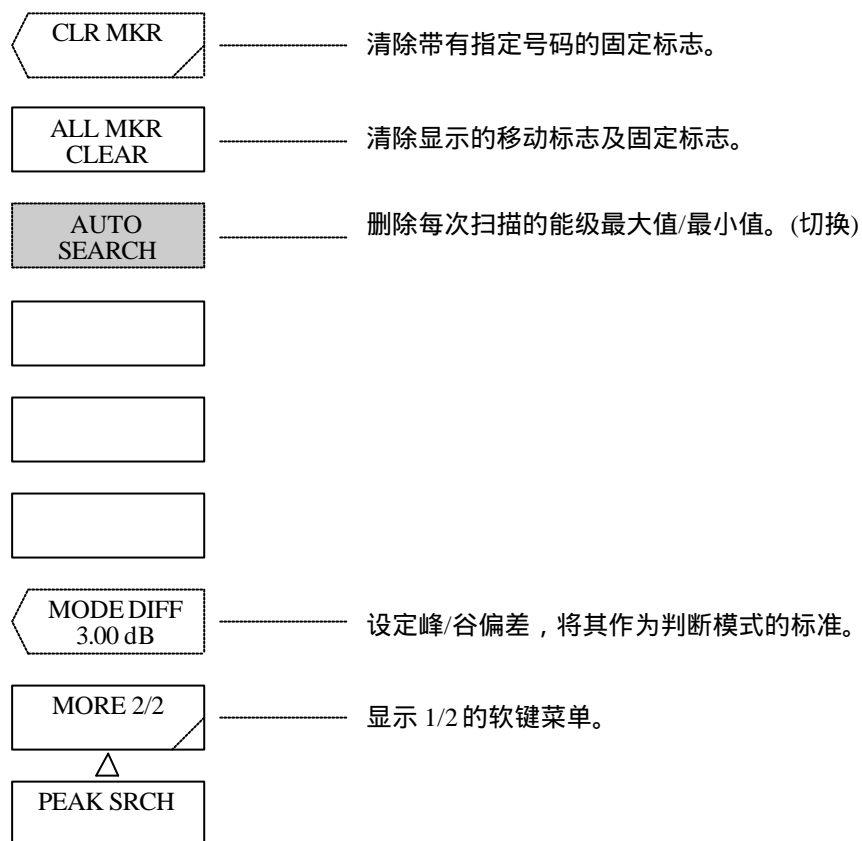 CLR MKR
清除带有指定号码的固定标志。
ALL MKR
CLEAR
清除显示的移动标志及固定标志。
AUTO
SEARCH
删除每次扫描的能级最大值/最小值。(切换)
MODE DIFF
3.00 dB
设定峰/谷偏差，将其作为判断模式的标准。
MORE 2/2
显示 1/2 的软键菜单。
PEAK SRCH